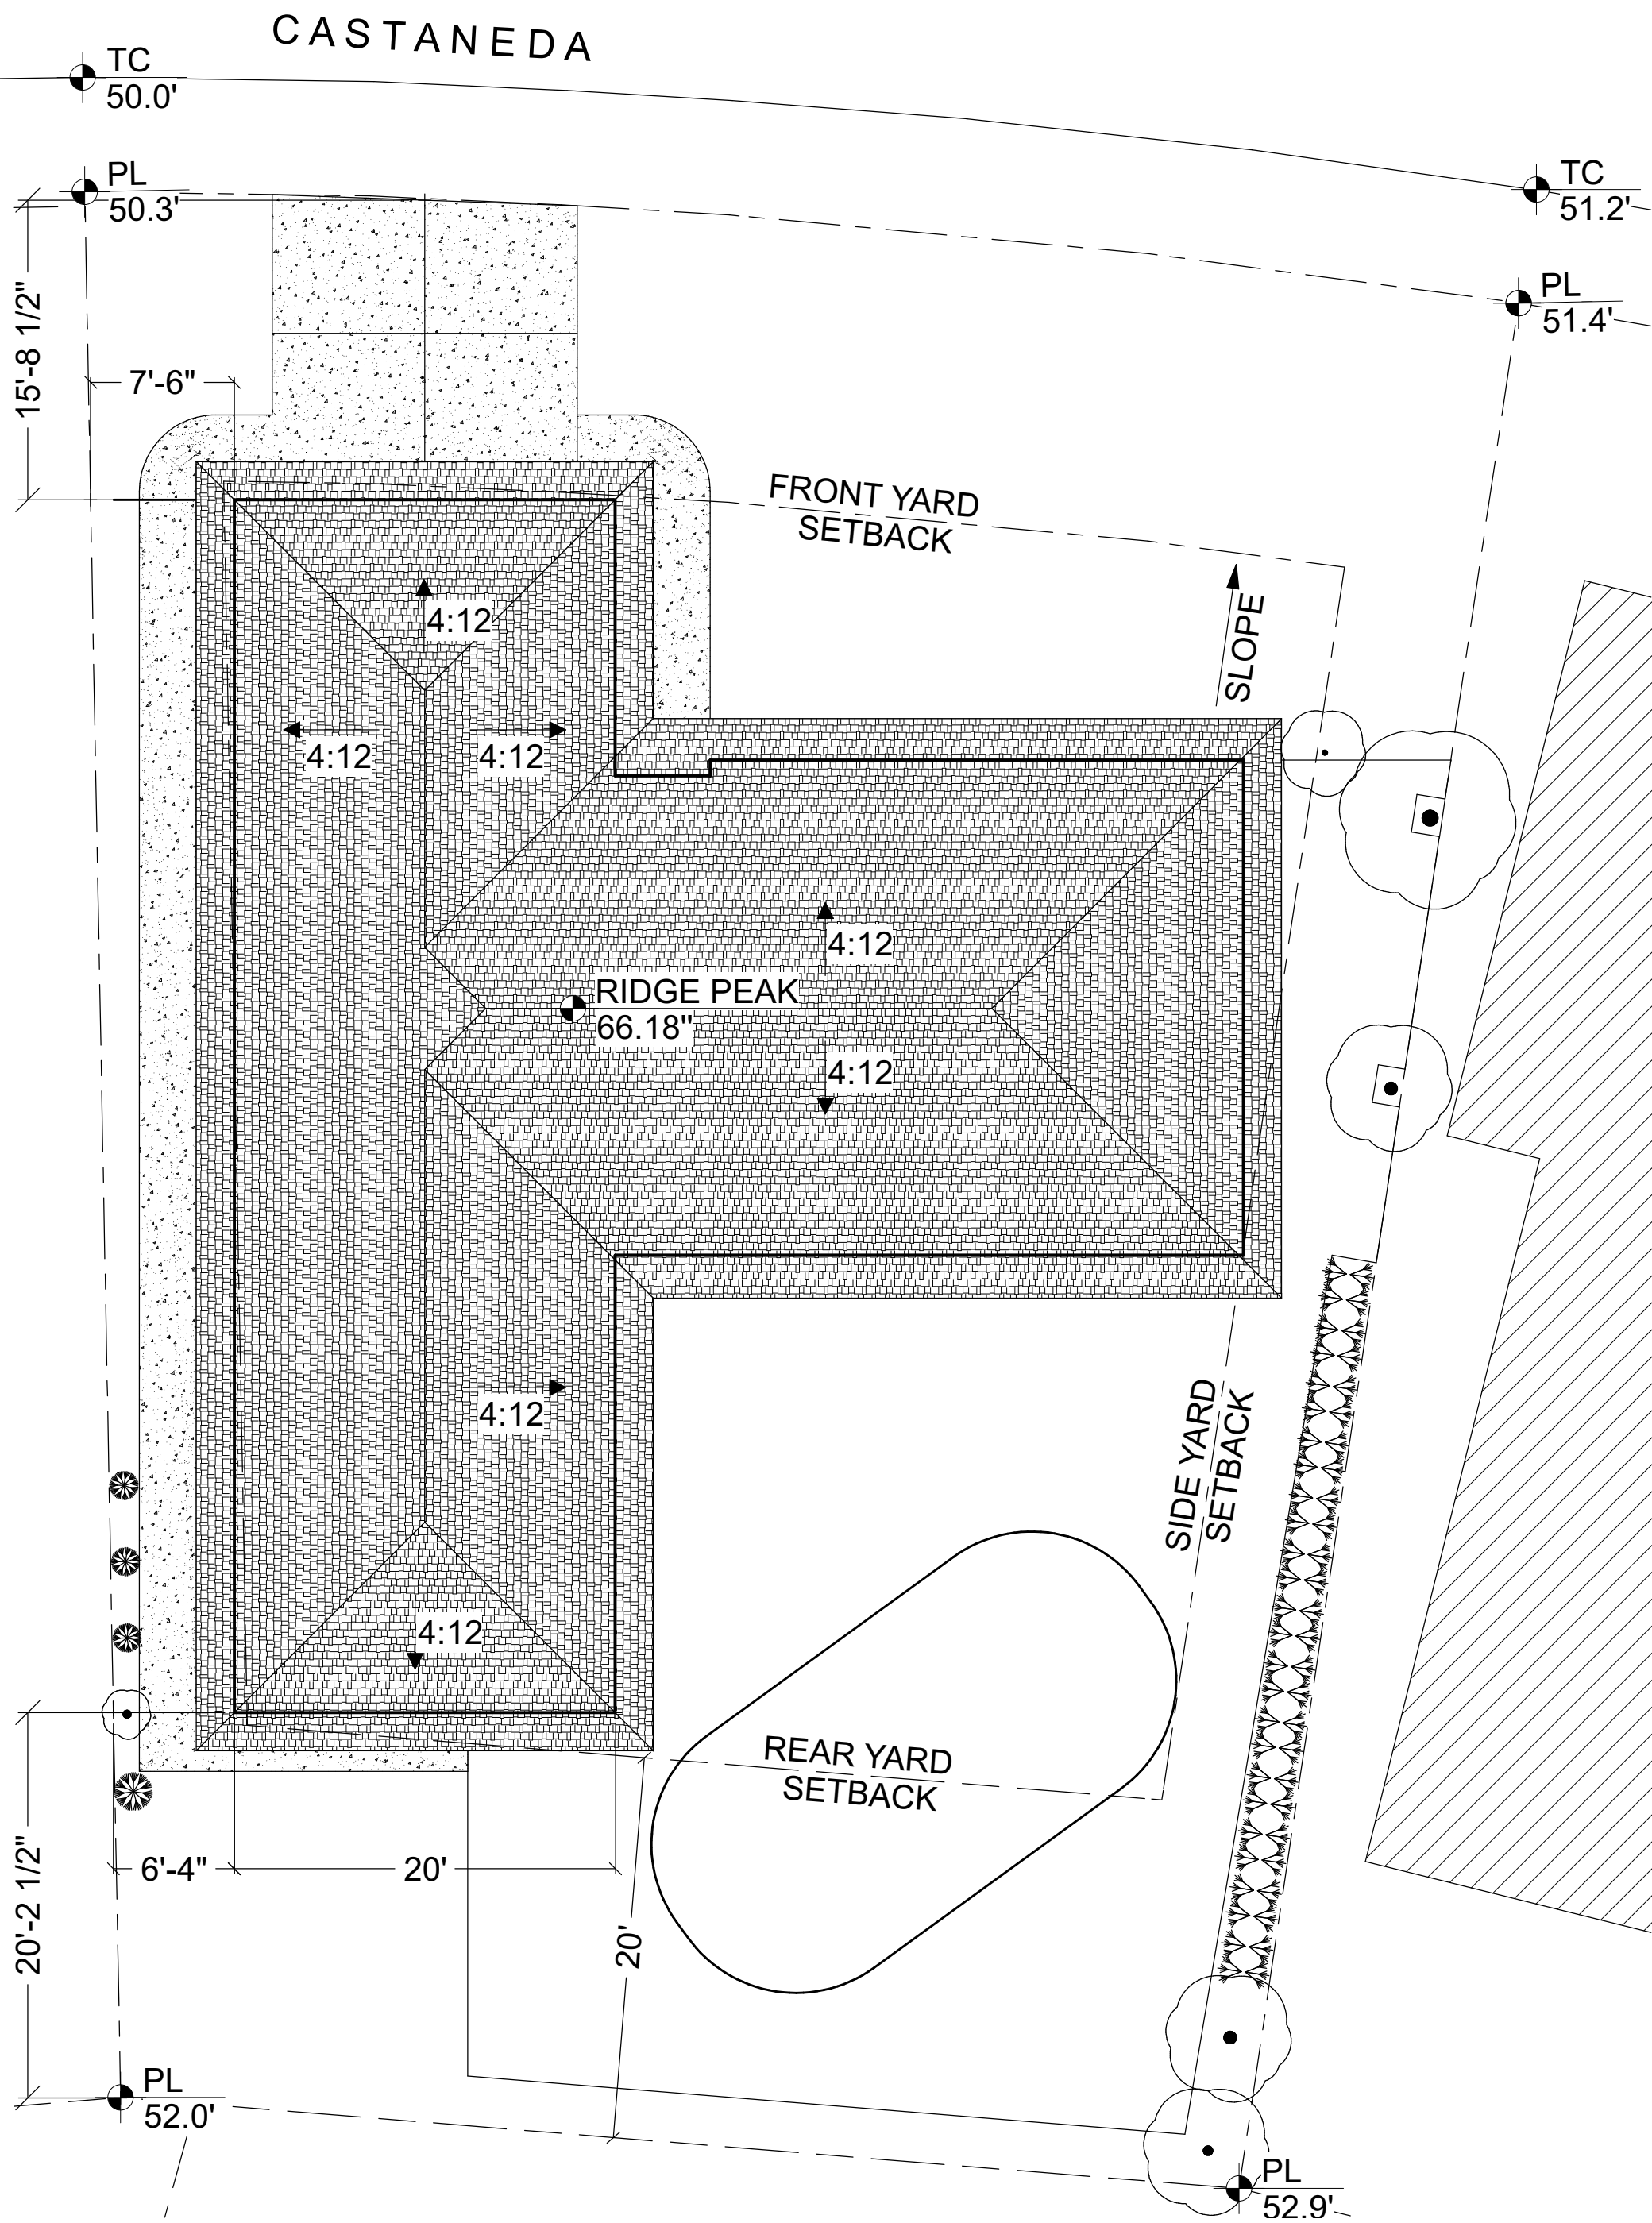 CASTANEDA
TC
50.0'
PL
50.3'
TC
51.2'
PL
51.4'
15'-8 1/2"
7'-6"
FRONT YARD
SETBACK
SLOPE
4:12
4:12
4:12
4:12
RIDGE PEAK
66.18"
4:12
4:12
SIDE YARD
SETBACK
4:12
REAR YARD
SETBACK
6'-4"
20'
20'-2 1/2"
20'
PL
52.0'
PL
52.9'